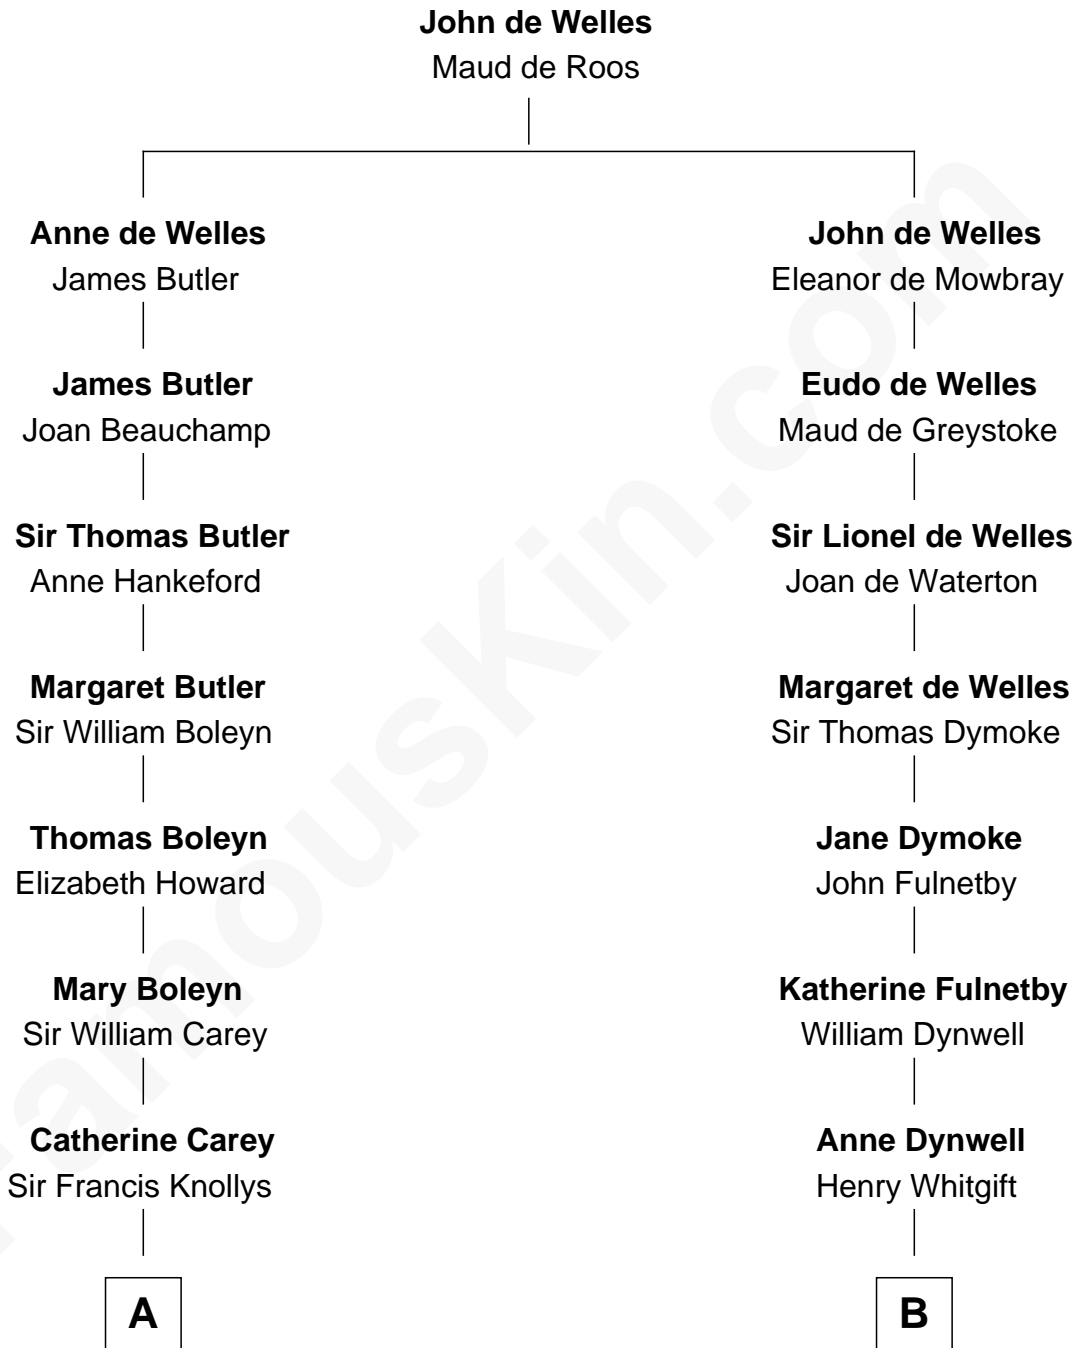 John de Welles
Maud de Roos
Anne de Welles
James Butler
John de Welles
Eleanor de Mowbray
James Butler
Joan Beauchamp
Eudo de Welles
Maud de Greystoke
Sir Thomas Butler
Anne Hankeford
Sir Lionel de Welles
Joan de Waterton
Margaret Butler
Sir William Boleyn
Margaret de Welles
Sir Thomas Dymoke
Thomas Boleyn
Elizabeth Howard
Jane Dymoke
John Fulnetby
Mary Boleyn
Sir William Carey
Katherine Fulnetby
William Dynwell
Catherine Carey
Sir Francis Knollys
Anne Dynwell
Henry Whitgift
A
B
FamousKin.com